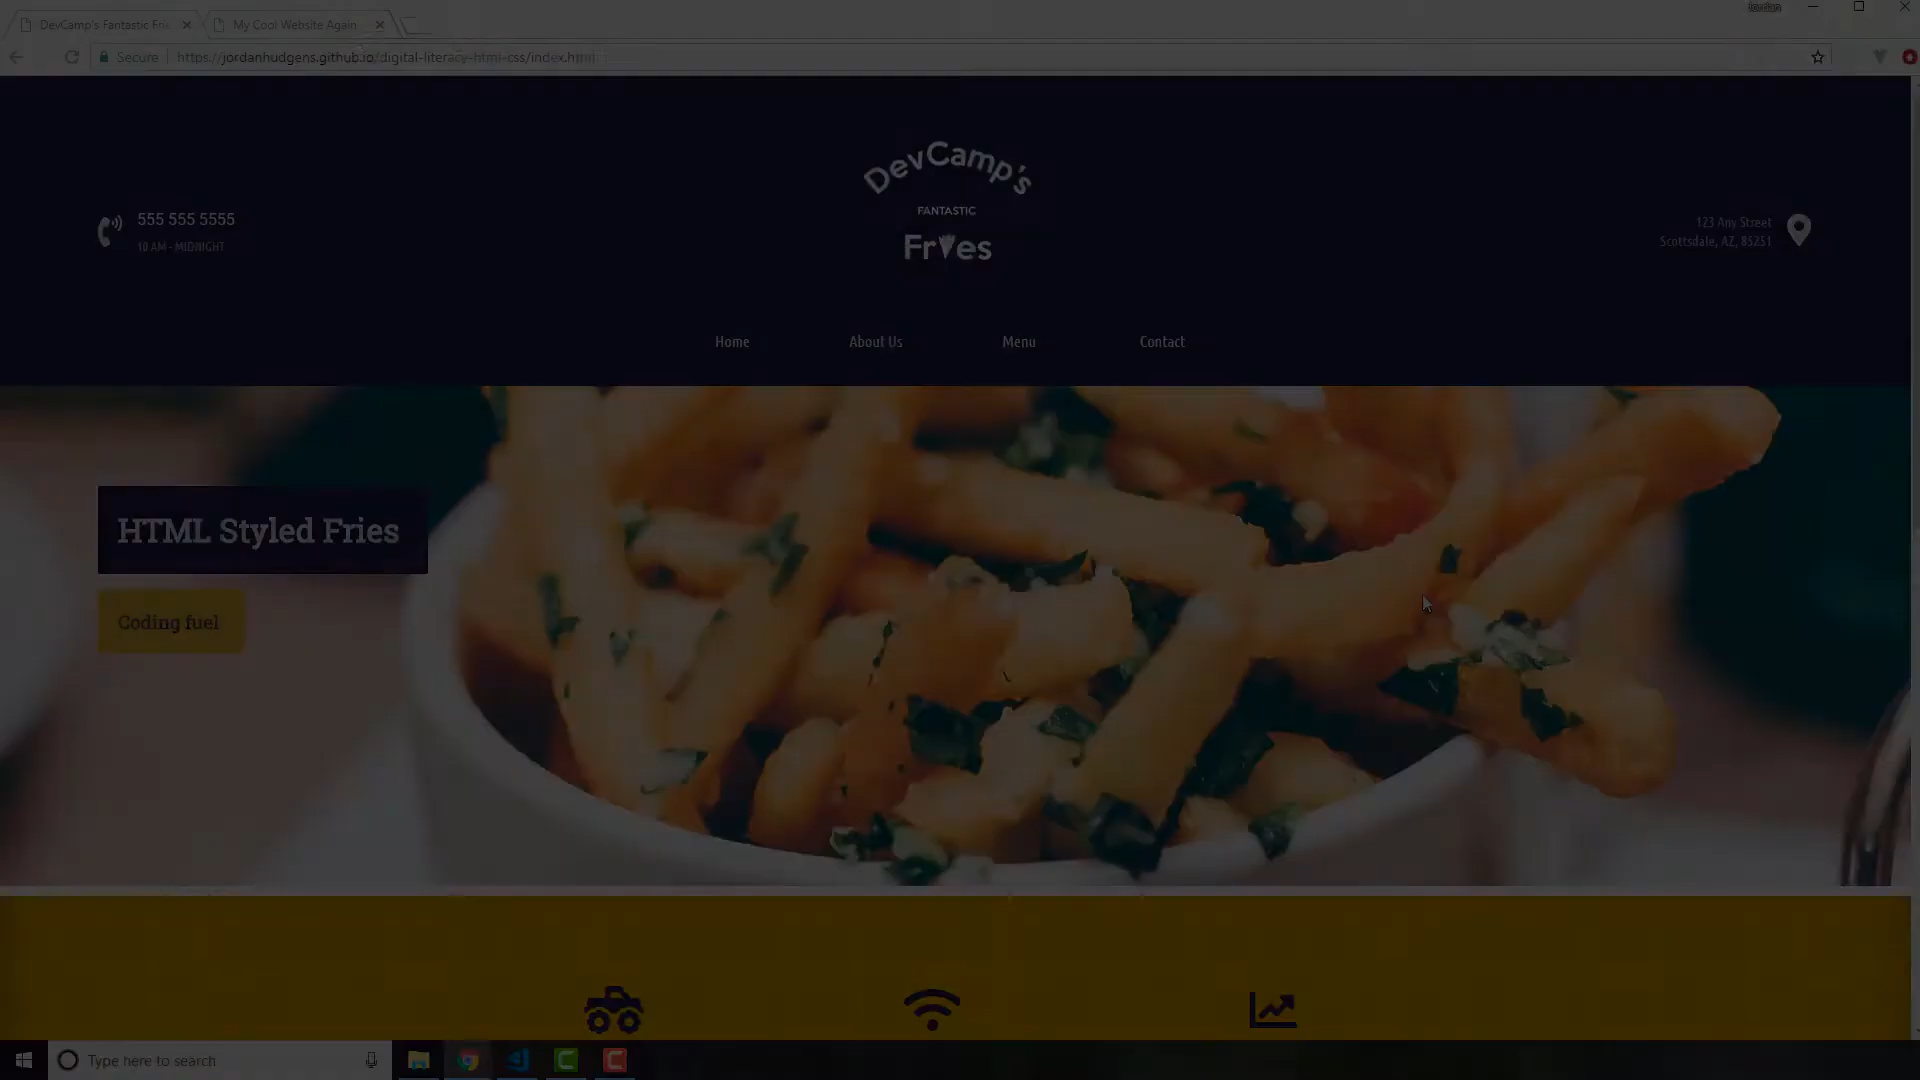 DevCamp's Fantastic Fri
My Cool Website Again
Secure
https://jordanhudgens.github.io/digital-literacy-html-css/index.html
555 555 5555
10 AM - MIDNIGHT
DevCamp's
FANTASTIC
Fries
123 Any Street
Scottsdale, AZ, 85251
Home
About Us
Menu
Contact
HTML Styled Fries
Coding fuel
Type here to search